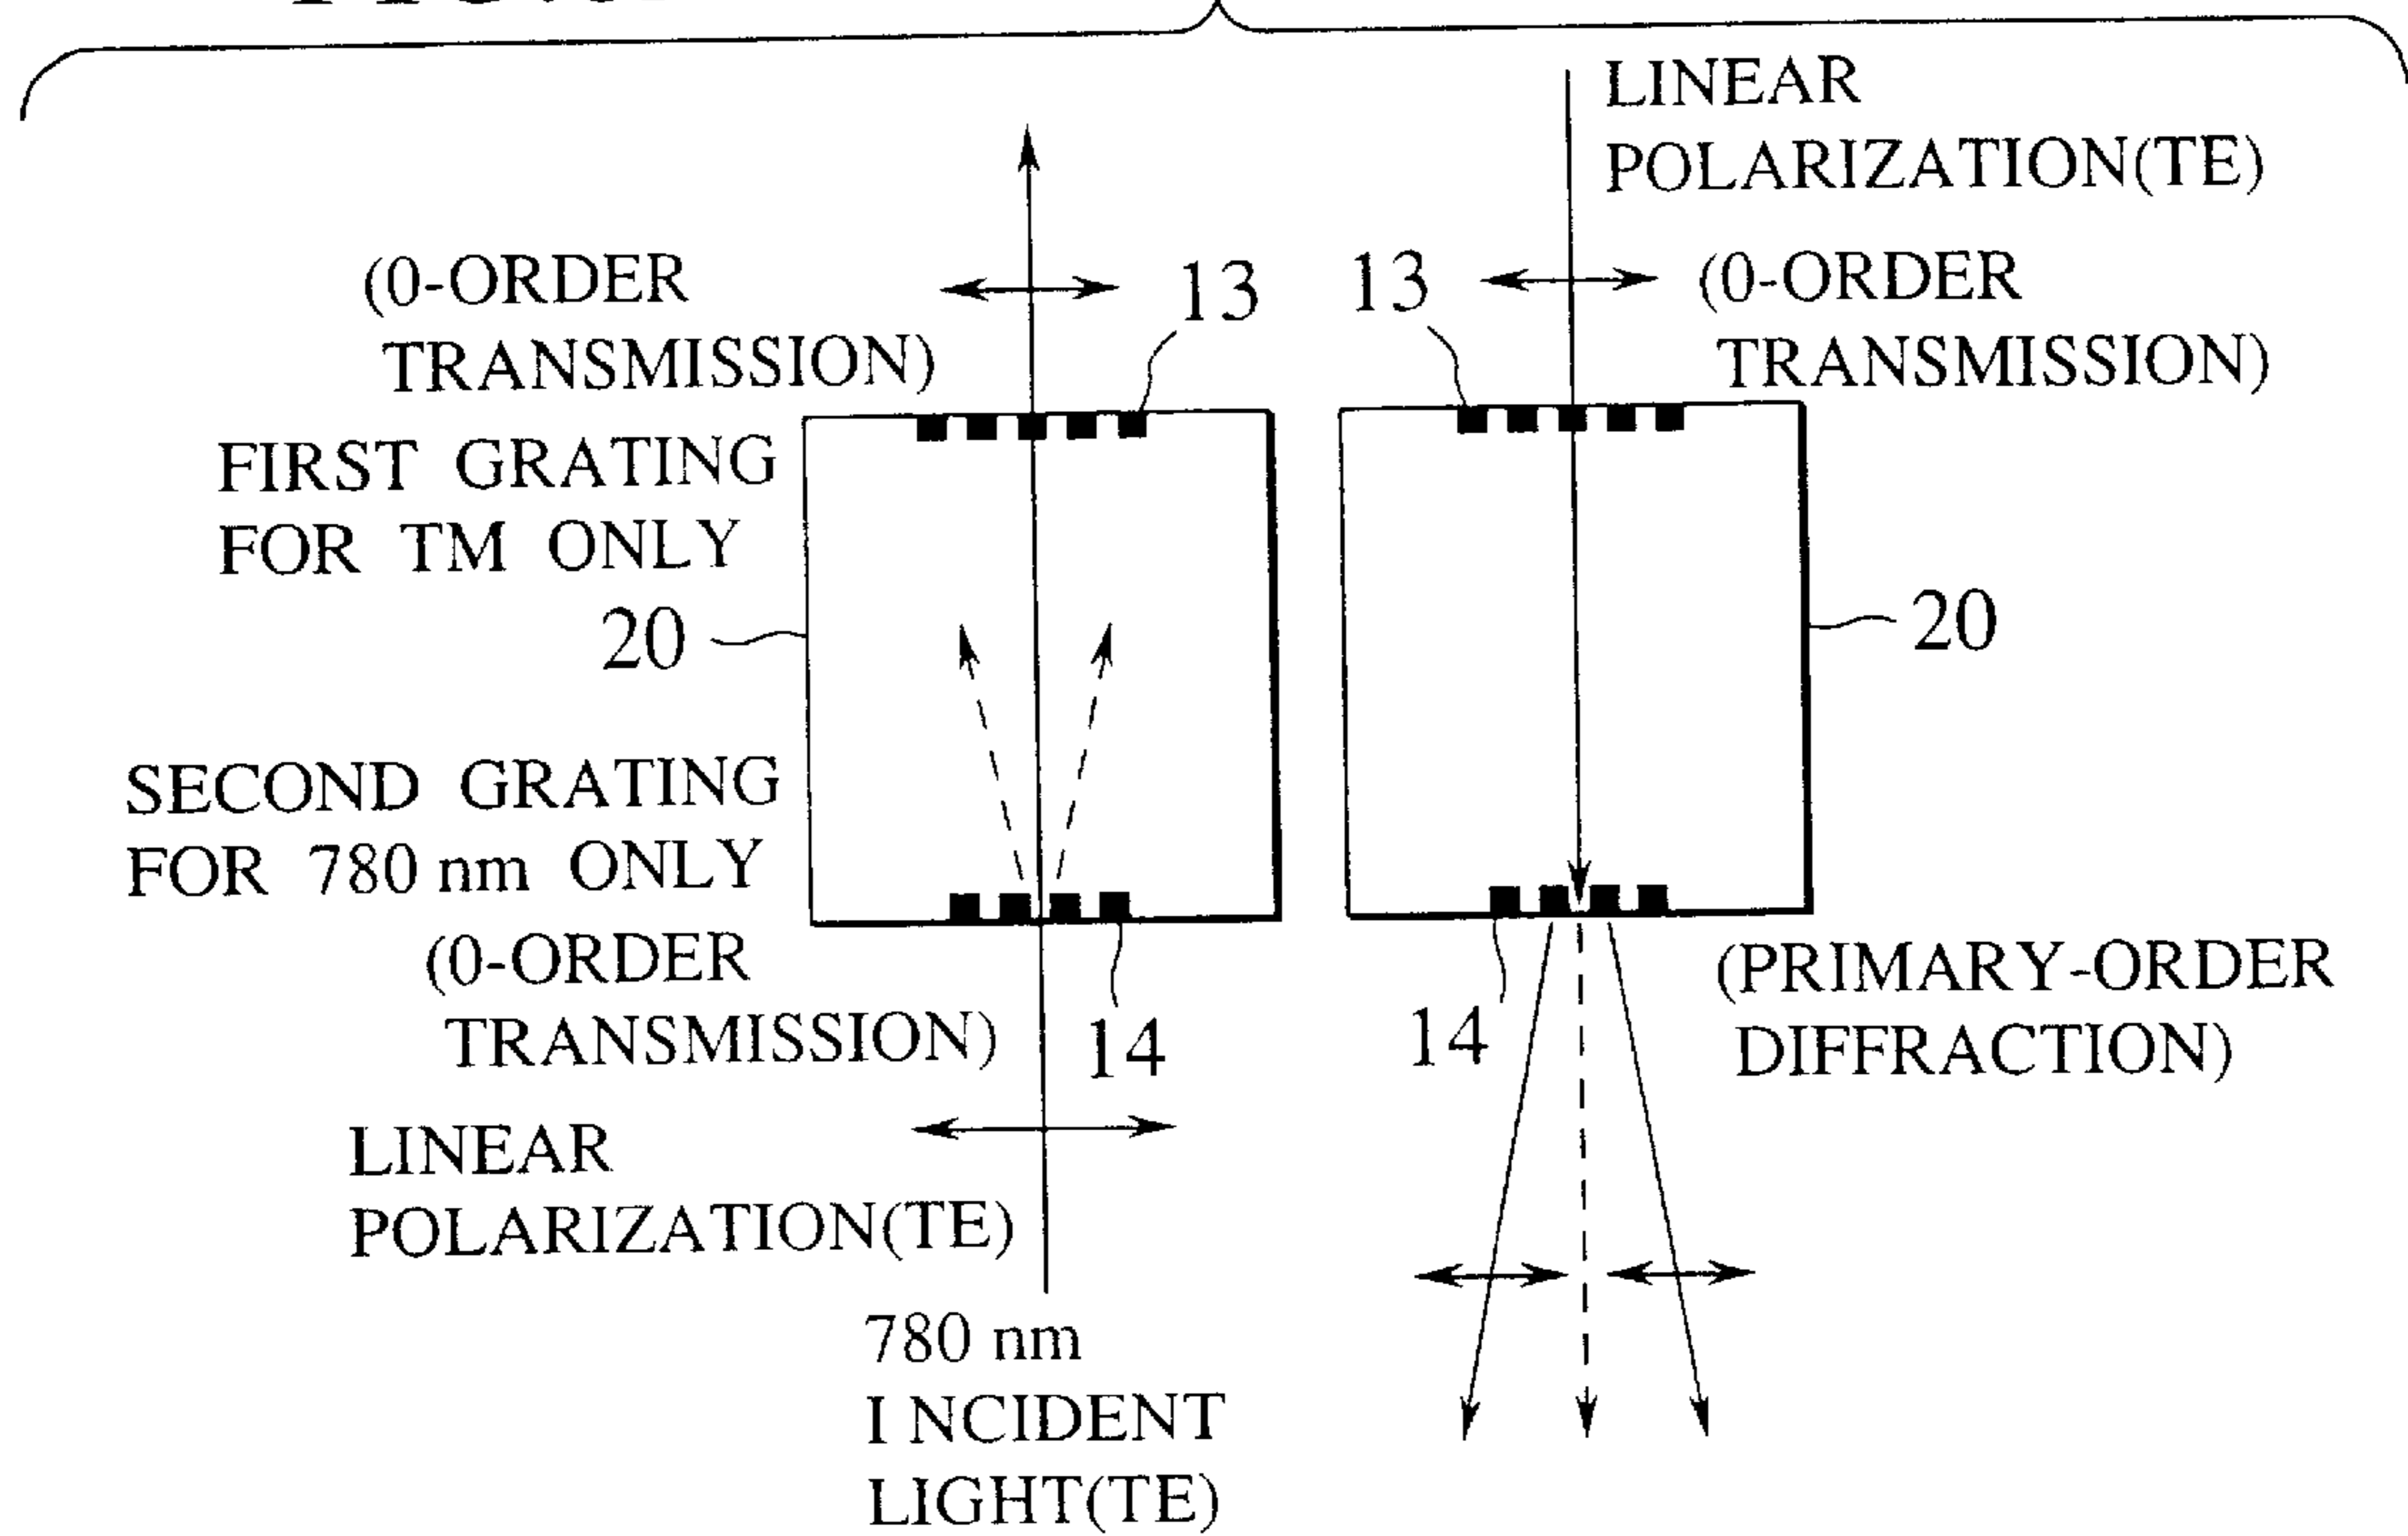 LINEAR
POLARIZATION(TE)
(0-ORDER
TRANSMISSION)
13
13
(0-ORDER
TRANSMISSION)
FIRST GRATING
FOR TM ONLY
20
20
SECOND GRATING
FOR 780 nm ONLY
(0-ORDER
TRANSMISSION)
14
14
(PRIMARY-ORDER
DIFFRACTION)
LINEAR
POLARIZATION(TE)
780 nm
I NCIDENT
LIGHT(TE)